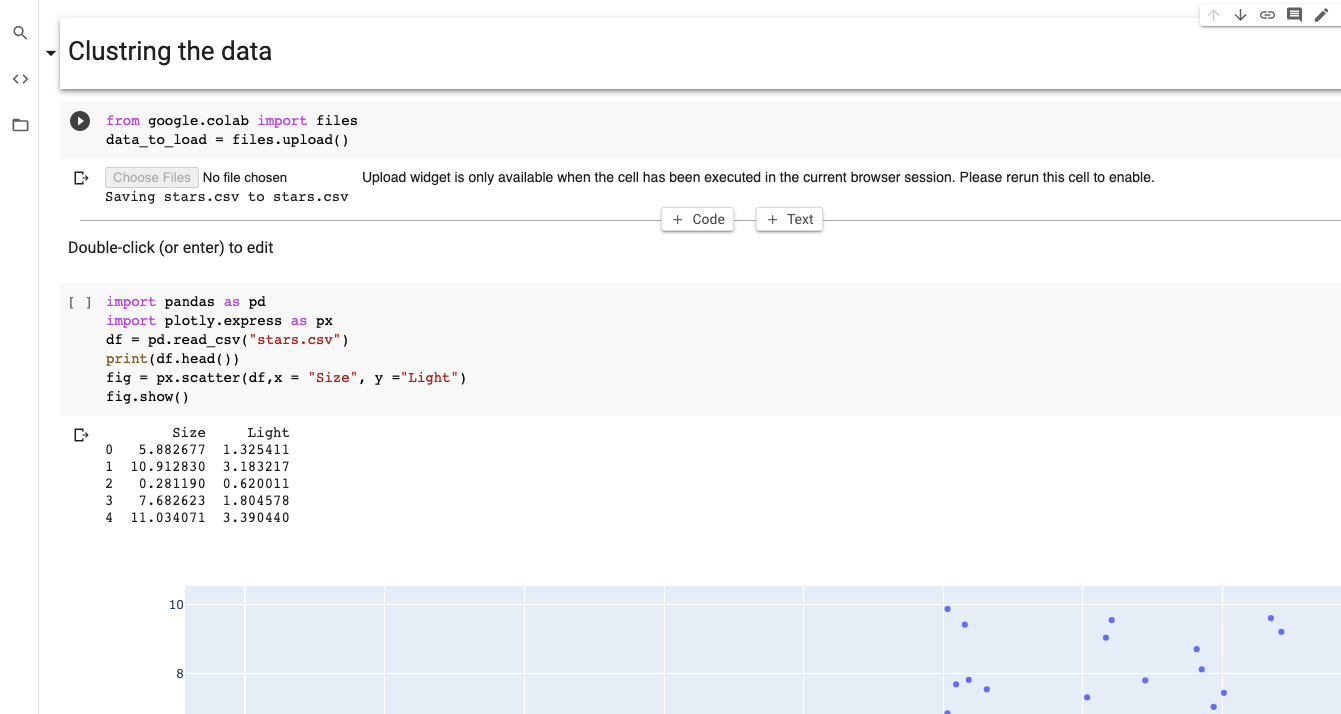 Clustring the data
from google.colab import files
data_to_load = files.upload()
Choose Files No file chosen Upload widget is only available when the cell has been executed in the current browser session. Please rerun this cell to enable.
Saving stars.csv to stars.csv
+ Code + Text
Double-click (or enter) to edit
[ ] import pandas as pd
import plotly.express as px
df = pd.read_csv("stars.csv")
print(df.head())
fig = px.scatter(df,x = "Size", y ="Light")
fig.show()
Size Light
0 5.882677 1.325411
1 10.912830 3.183217
2 0.281190 0.620011
3 7.682623 1.804578
4 11.034071 3.390440
10
8